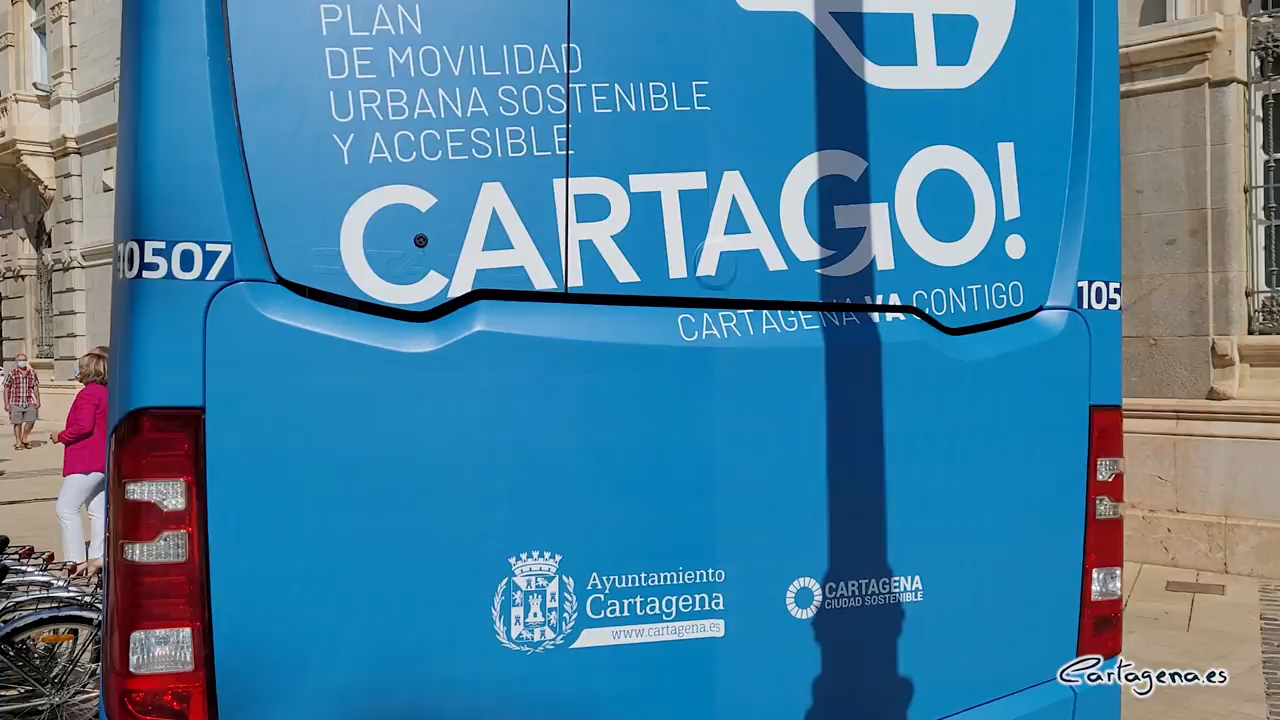 PLAN
DE MOVILIDAD
URBANA SOSTENIBLE
Y ACCESIBLE
CARTAGO!
CARTAGENA VA CONTIGO
10507
105
Ayuntamiento
Cartagena
www.cartagena.es
CARTAGENA
CIUDAD SOSTENIBLE
Cartagena.es